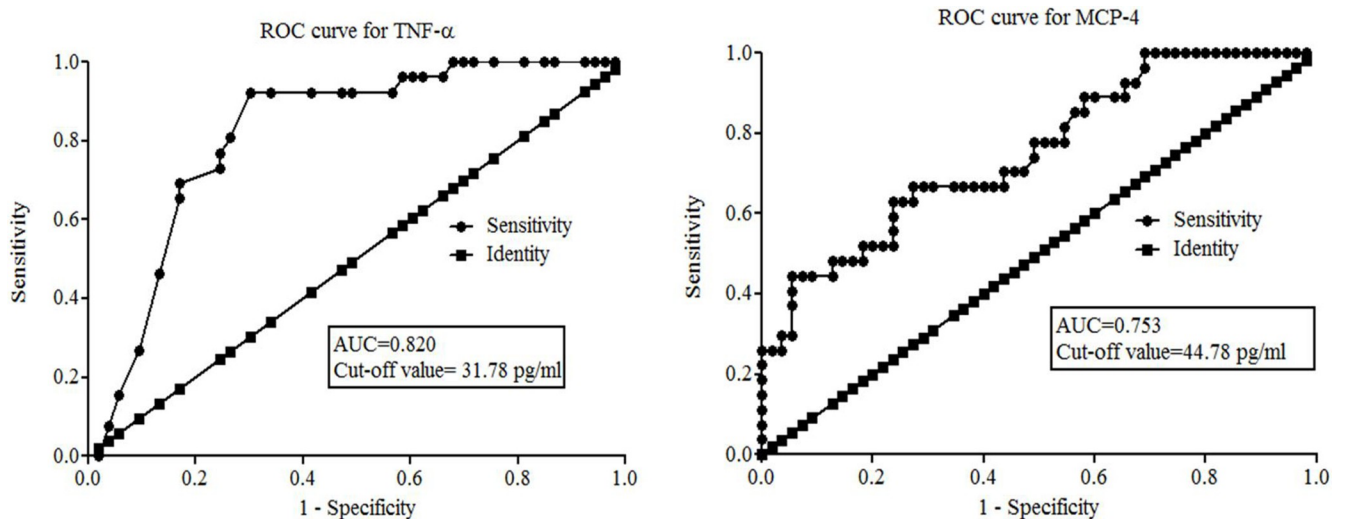 ROC curve for TNF-α
1.0
0.8
0.6
0.4
0.2
0.0
Sensitivity
Sensitivity
Identity
AUC=0.820
Cut-off value= 31.78 pg/ml
0.0 0.2 0.4 0.6 0.8 1.0
1 - Specificity
ROC curve for MCP-4
1.0
0.8
0.6
0.4
0.2
0.0
Sensitivity
Sensitivity
Identity
AUC=0.753
Cut-off value=44.78 pg/ml
0.0 0.2 0.4 0.6 0.8 1.0
1 - Specificity